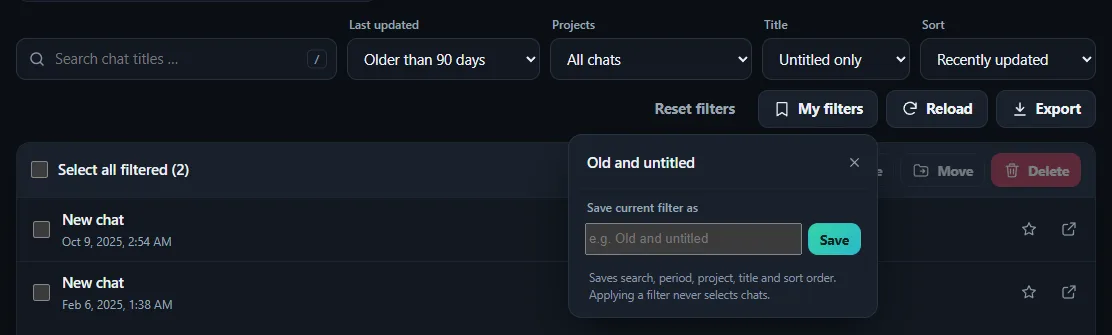 Last updated
Projects
Title
Sort
Search chat titles ...
/
Older than 90 days
All chats
Untitled only
Recently updated
Reset filters
My filters
Reload
Export
Select all filtered (2)
Move
Delete
New chat
Oct 9, 2025, 2:54 AM
New chat
Feb 6, 2025, 1:38 AM
Old and untitled
Save current filter as
e.g. Old and untitled
Save
Saves search, period, project, title and sort order.
Applying a filter never selects chats.